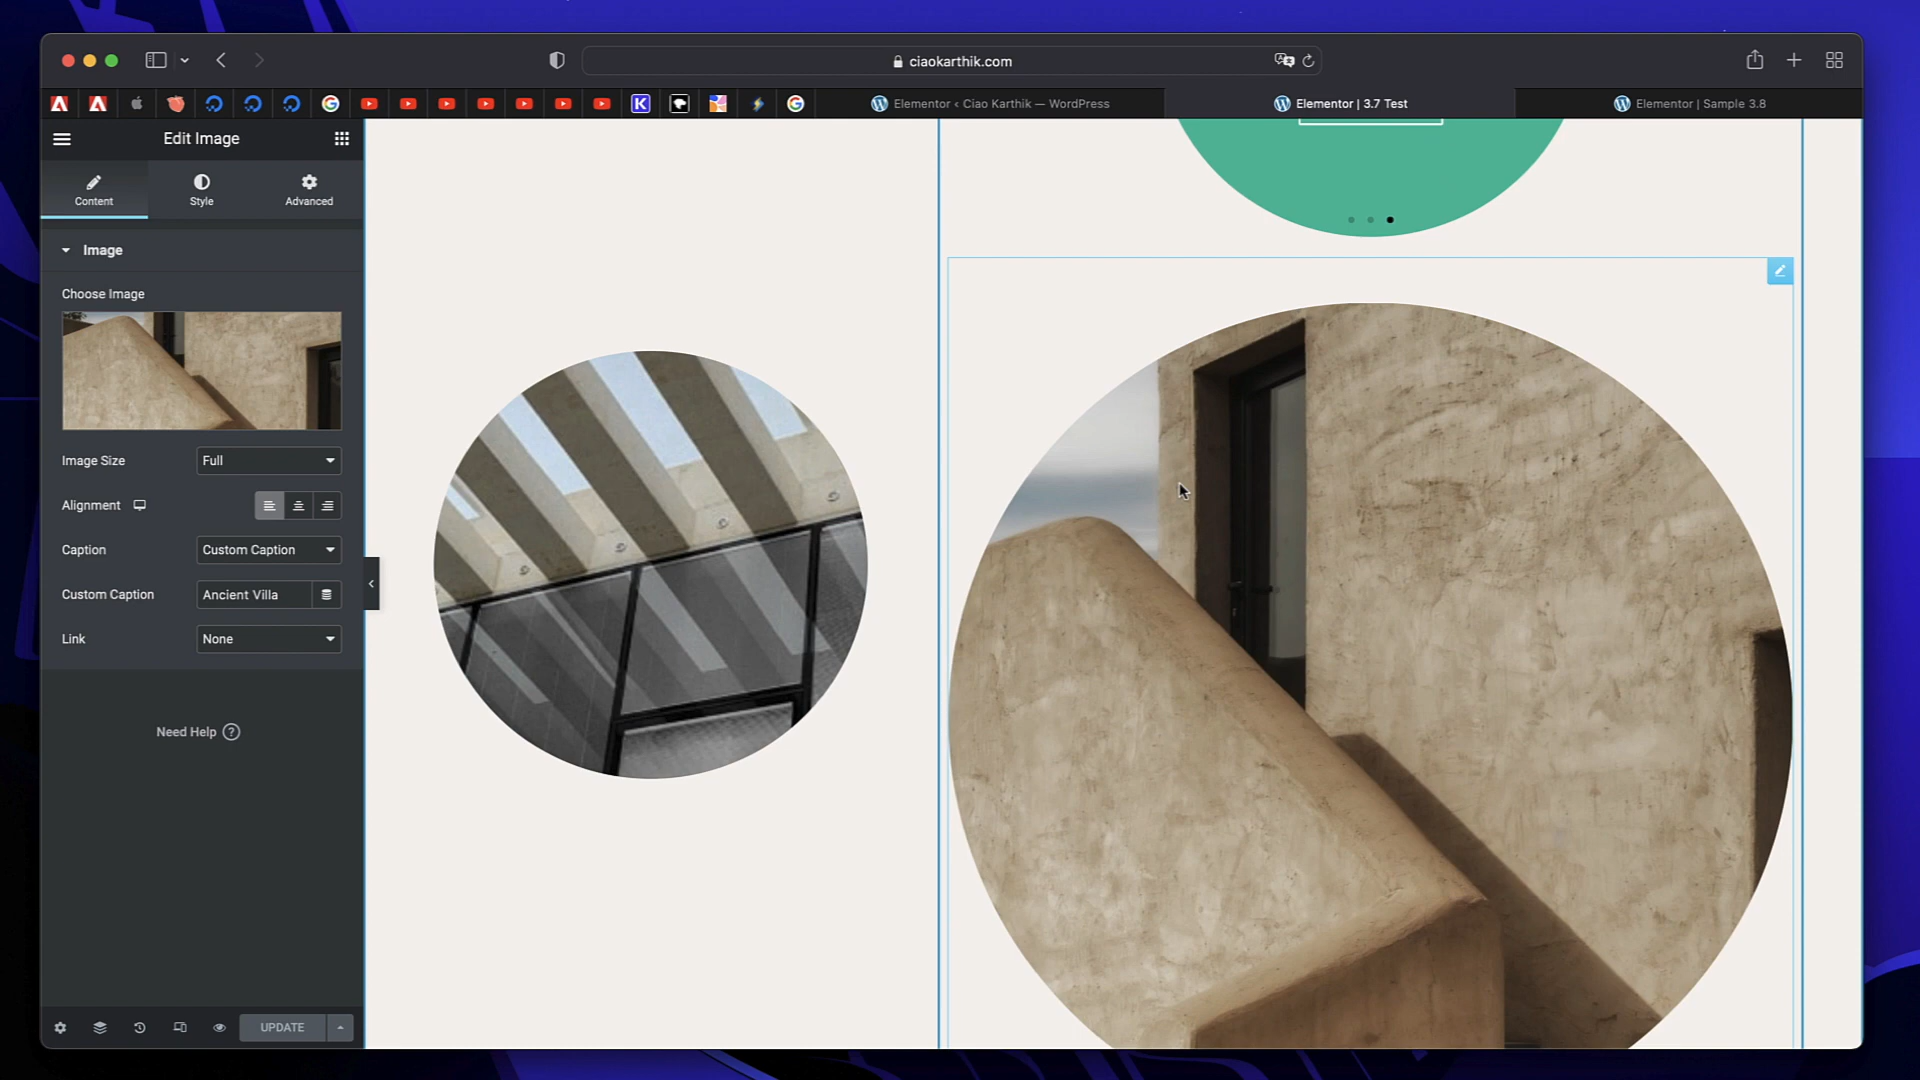 ciaokarthik.com
Elementor ‹ Ciao Karthik — WordPress
Elementor | 3.7 Test
Elementor | Sample 3.8
Edit Image
Content
Style
Advanced
Image
Choose Image
Image Size
Full
Alignment
Caption
Custom Caption
Custom Caption
Ancient Villa
Link
None
Need Help ?
UPDATE